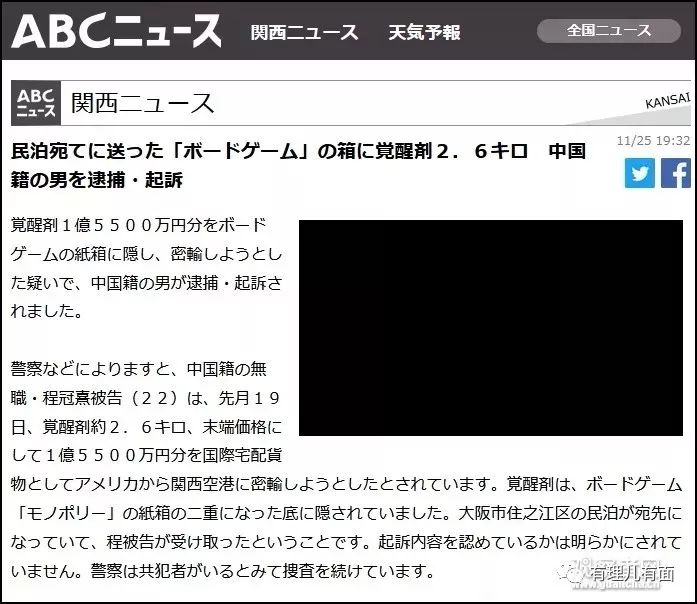 ABCニュース 関西ニュース 天気予報 全国ニュース
ABC
ニュース
関西ニュース
KANSAI
11/25 19:32
民泊宛てに送った「ボードゲーム」の箱に覚醒剤２．６キロ　中国
籍の男を逮捕・起訴
覚醒剤１億５５００万円分をボード
ゲームの紙箱に隠し、密輸しようとし
た疑いで、中国籍の男が逮捕・起訴さ
れました。
警察などによりますと、中国籍の無
職・程冠熹被告（２２）は、先月１９
日、覚醒剤約２．６キロ、末端価格に
して１億５５００万円分を国際宅配貨
物としてアメリカから関西空港に密輸しようとしたとされています。覚醒剤は、ボードゲーム
「モノポリー」の紙箱の二重になった底に隠されていました。大阪市住之江区の民泊が宛先に
なっていて、程被告が受け取ったということです。起訴内容を認めているかは明らかにされて
いません。警察は共犯者がいるとみて捜査を続けています。
有理儿有面